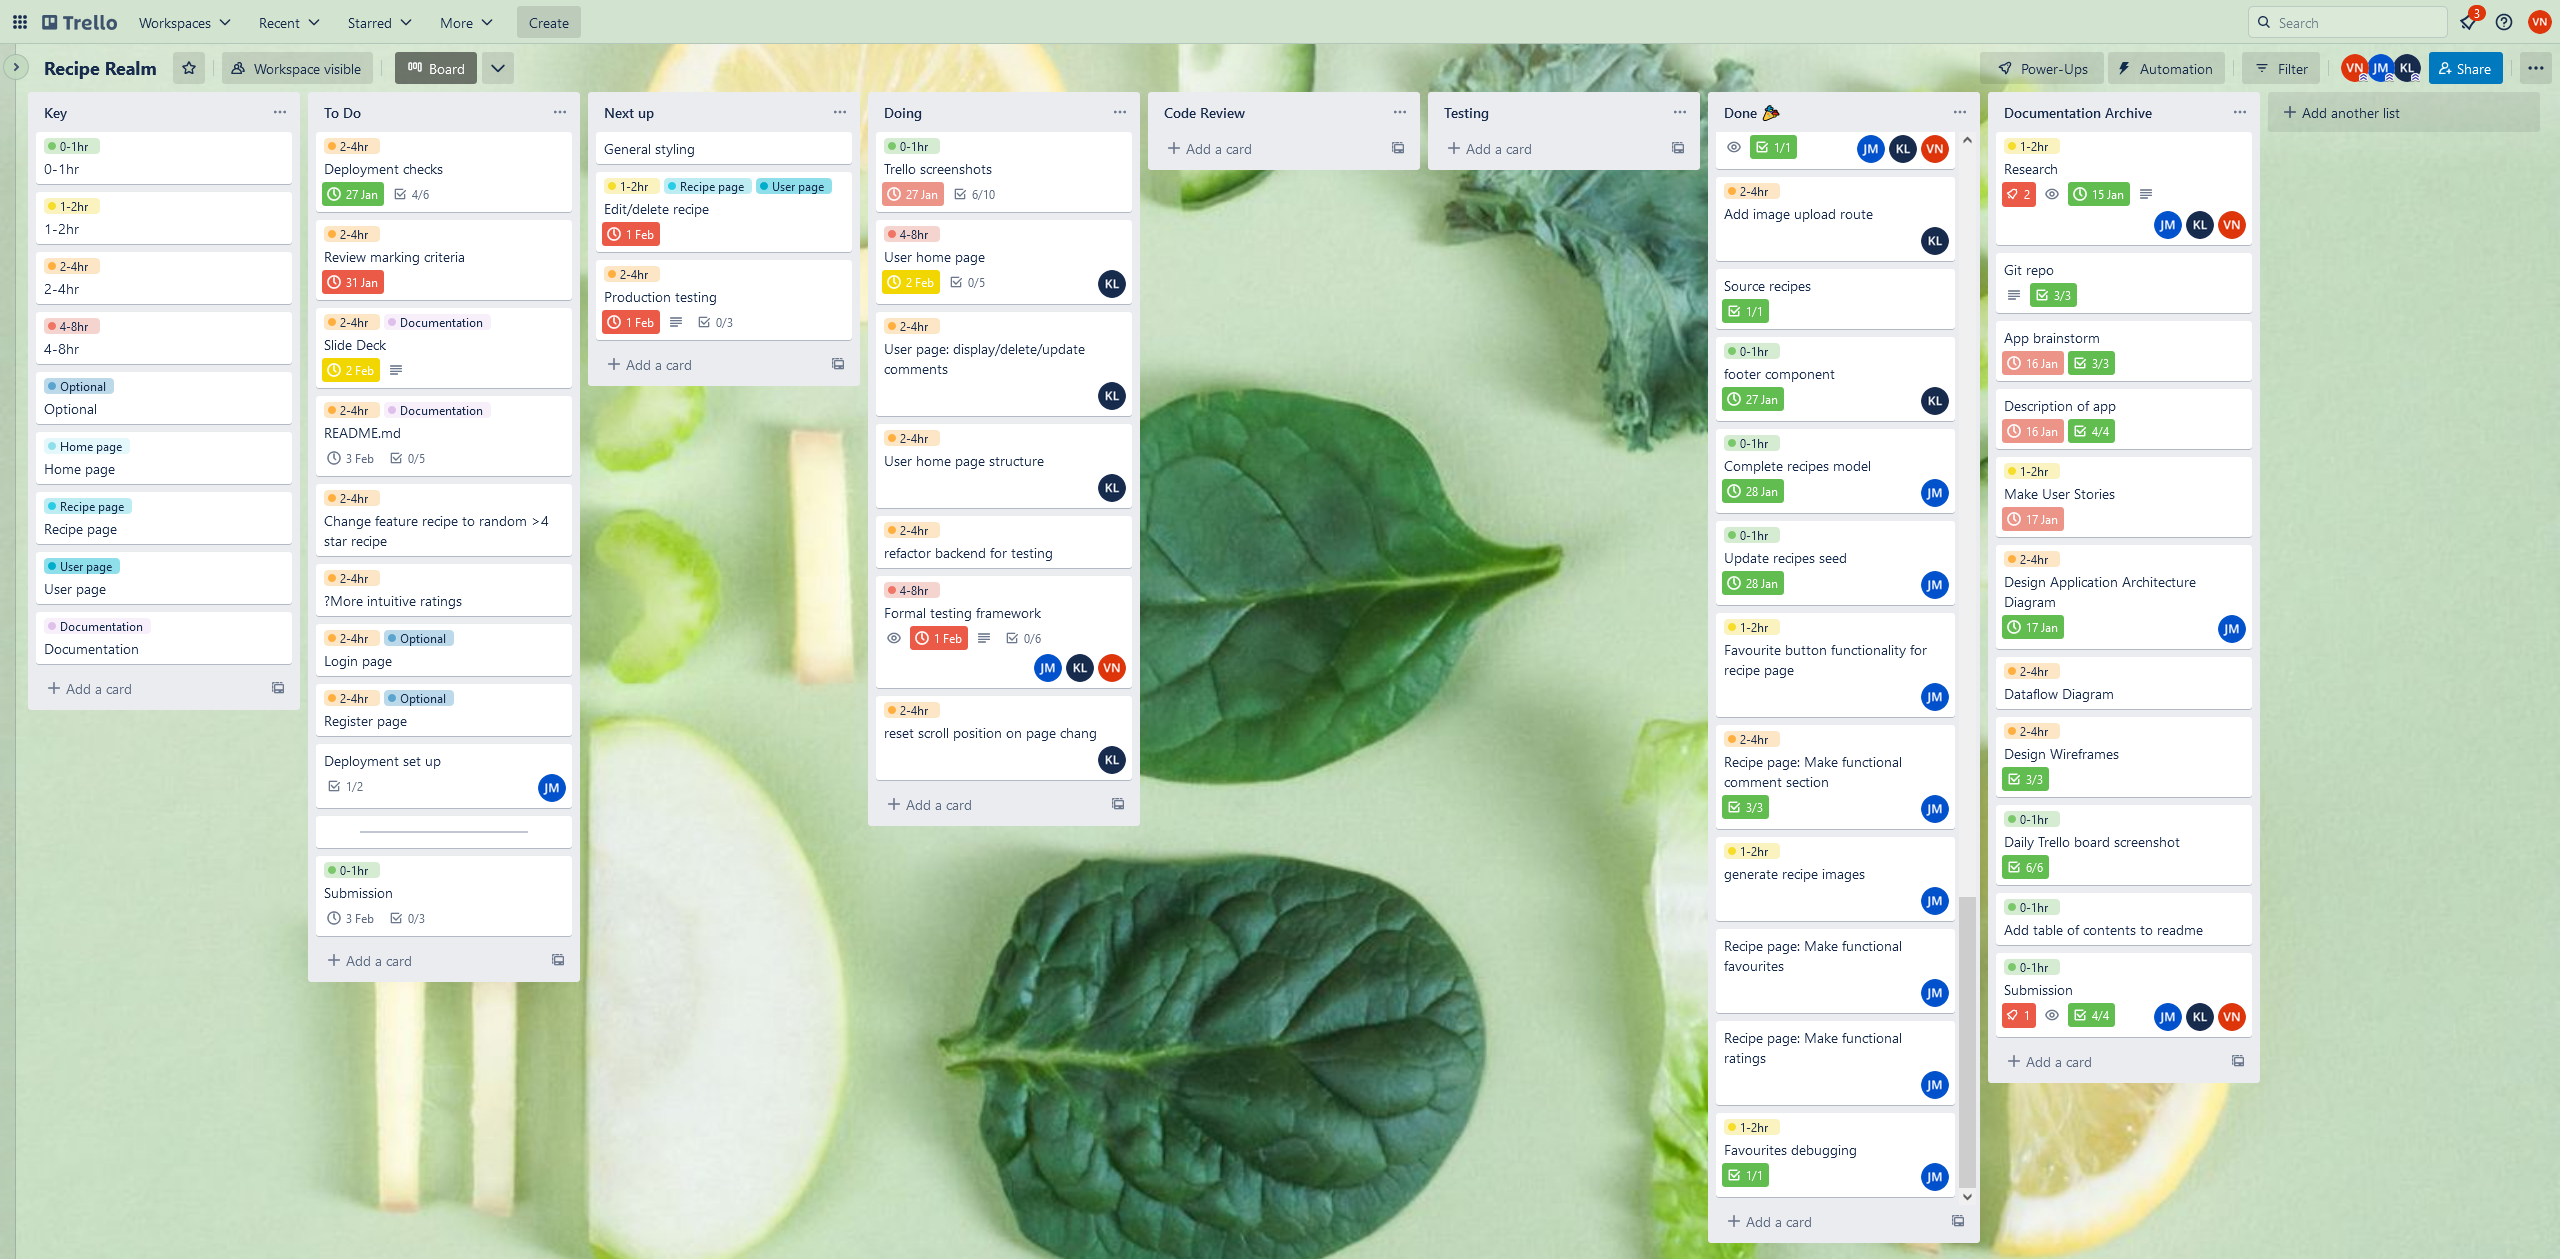 Trello
Workspaces
Recent
Starred
More
Create
Search
3
VN
Recipe Realm
Workspace visible
Board
Power-Ups
Automation
Filter
VN
JM
KL
Share
Key
0-1hr
0-1hr
1-2hr
1-2hr
2-4hr
2-4hr
4-8hr
4-8hr
Optional
Optional
Home page
Home page
Recipe page
Recipe page
User page
User page
Documentation
Documentation
Add a card
To Do
2-4hr
Deployment checks
27 Jan 4/6
2-4hr
Review marking criteria
31 Jan
2-4hr Documentation
Slide Deck
2 Feb
2-4hr Documentation
README.md
3 Feb 0/5
2-4hr
Change feature recipe to random >4
star recipe
2-4hr
?More intuitive ratings
2-4hr Optional
Login page
2-4hr Optional
Register page
Deployment set up
1/2
JM
0-1hr
Submission
3 Feb 0/3
Add a card
Next up
General styling
1-2hr Recipe page User page
Edit/delete recipe
1 Feb
2-4hr
Production testing
1 Feb 0/3
Add a card
Doing
0-1hr
Trello screenshots
27 Jan 6/10
4-8hr
User home page
2 Feb 0/5
KL
2-4hr
User page: display/delete/update
comments
KL
2-4hr
User home page structure
KL
2-4hr
refactor backend for testing
4-8hr
Formal testing framework
1 Feb 0/6
JM KL VN
2-4hr
reset scroll position on page chang
KL
Add a card
Code Review
Add a card
Testing
Add a card
Done
1/1
JM KL VN
2-4hr
Add image upload route
KL
Source recipes
1/1
0-1hr
footer component
27 Jan
KL
0-1hr
Complete recipes model
28 Jan
JM
0-1hr
Update recipes seed
28 Jan
JM
1-2hr
Favourite button functionality for
recipe page
JM
2-4hr
Recipe page: Make functional
comment section
3/3
JM
1-2hr
generate recipe images
JM
Recipe page: Make functional
favourites
JM
Recipe page: Make functional
ratings
JM
1-2hr
Favourites debugging
1/1
JM
Add a card
Documentation Archive
1-2hr
Research
2 15 Jan
JM KL VN
Git repo
3/3
App brainstorm
16 Jan 3/3
Description of app
16 Jan 4/4
1-2hr
Make User Stories
17 Jan
2-4hr
Design Application Architecture
Diagram
17 Jan
JM
2-4hr
Dataflow Diagram
2-4hr
Design Wireframes
3/3
0-1hr
Daily Trello board screenshot
6/6
0-1hr
Add table of contents to readme
0-1hr
Submission
1 4/4
JM KL VN
Add a card
Add another list